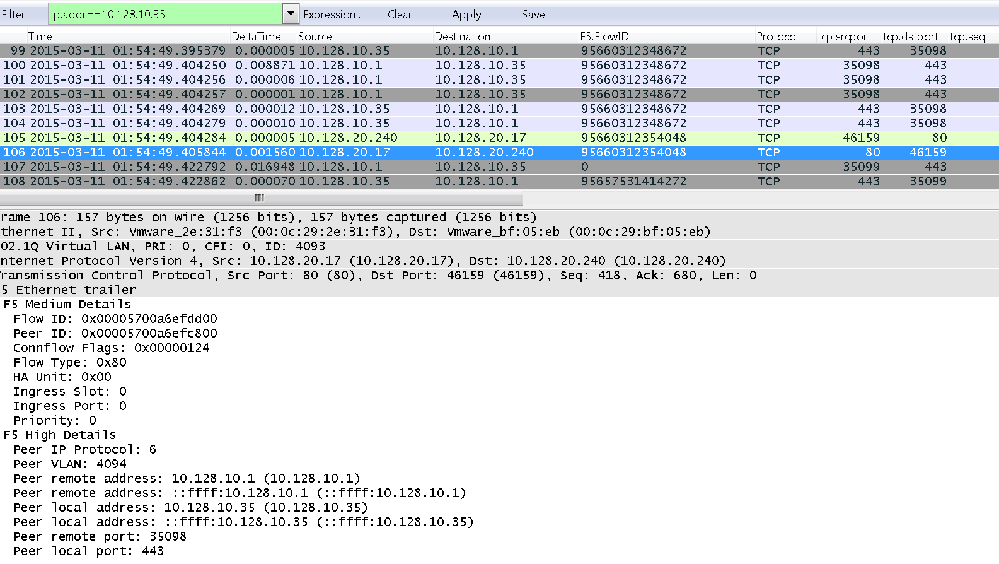 Filter: ip.addr==10.128.10.35 Expression... Clear Apply Save
Time DeltaTime Source Destination F5.FlowID Protocol tcp.srcport tcp.dstport tcp.seq
99 2015-03-11 01:54:49.395379 0.000005 10.128.10.35 10.128.10.1 95660312348672 TCP 443 35098
100 2015-03-11 01:54:49.404250 0.008871 10.128.10.1 10.128.10.35 95660312348672 TCP 35098 443
101 2015-03-11 01:54:49.404256 0.000006 10.128.10.1 10.128.10.35 95660312348672 TCP 35098 443
102 2015-03-11 01:54:49.404257 0.000001 10.128.10.1 10.128.10.35 95660312348672 TCP 35098 443
103 2015-03-11 01:54:49.404269 0.000012 10.128.10.35 10.128.10.1 95660312348672 TCP 443 35098
104 2015-03-11 01:54:49.404279 0.000010 10.128.10.35 10.128.10.1 95660312348672 TCP 443 35098
105 2015-03-11 01:54:49.404284 0.000005 10.128.20.240 10.128.20.17 95660312354048 TCP 46159 80
106 2015-03-11 01:54:49.405844 0.001560 10.128.20.17 10.128.20.240 95660312354048 TCP 80 46159
107 2015-03-11 01:54:49.422792 0.016948 10.128.10.1 10.128.10.35 0 TCP 35099 443
108 2015-03-11 01:54:49.422862 0.000070 10.128.10.35 10.128.10.1 95657531414272 TCP 443 35099
rame 106: 157 bytes on wire (1256 bits), 157 bytes captured (1256 bits)
thernet II, Src: Vmware_2e:31:f3 (00:0c:29:2e:31:f3), Dst: Vmware_bf:05:eb (00:0c:29:bf:05:eb)
02.1Q Virtual LAN, PRI: 0, CFI: 0, ID: 4093
nternet Protocol Version 4, Src: 10.128.20.17 (10.128.20.17), Dst: 10.128.20.240 (10.128.20.240)
ransmission Control Protocol, Src Port: 80 (80), Dst Port: 46159 (46159), Seq: 418, Ack: 680, Len: 0
5 Ethernet trailer
F5 Medium Details
Flow ID: 0x00005700a6efdd00
Peer ID: 0x00005700a6efc800
Connflow Flags: 0x00000124
Flow Type: 0x80
HA Unit: 0x00
Ingress Slot: 0
Ingress Port: 0
Priority: 0
F5 High Details
Peer IP Protocol: 6
Peer VLAN: 4094
Peer remote address: 10.128.10.1 (10.128.10.1)
Peer remote address: ::ffff:10.128.10.1 (::ffff:10.128.10.1)
Peer local address: 10.128.10.35 (10.128.10.35)
Peer local address: ::ffff:10.128.10.35 (::ffff:10.128.10.35)
Peer remote port: 35098
Peer local port: 443